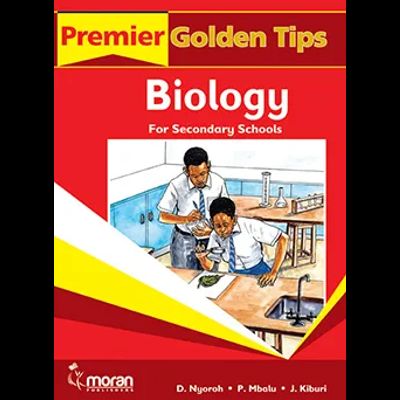 Premier Golden Tips
Biology
For Secondary Schools
moran
PUBLISHERS
D. Nyoroh • P. Mbalu • J. Kiburi